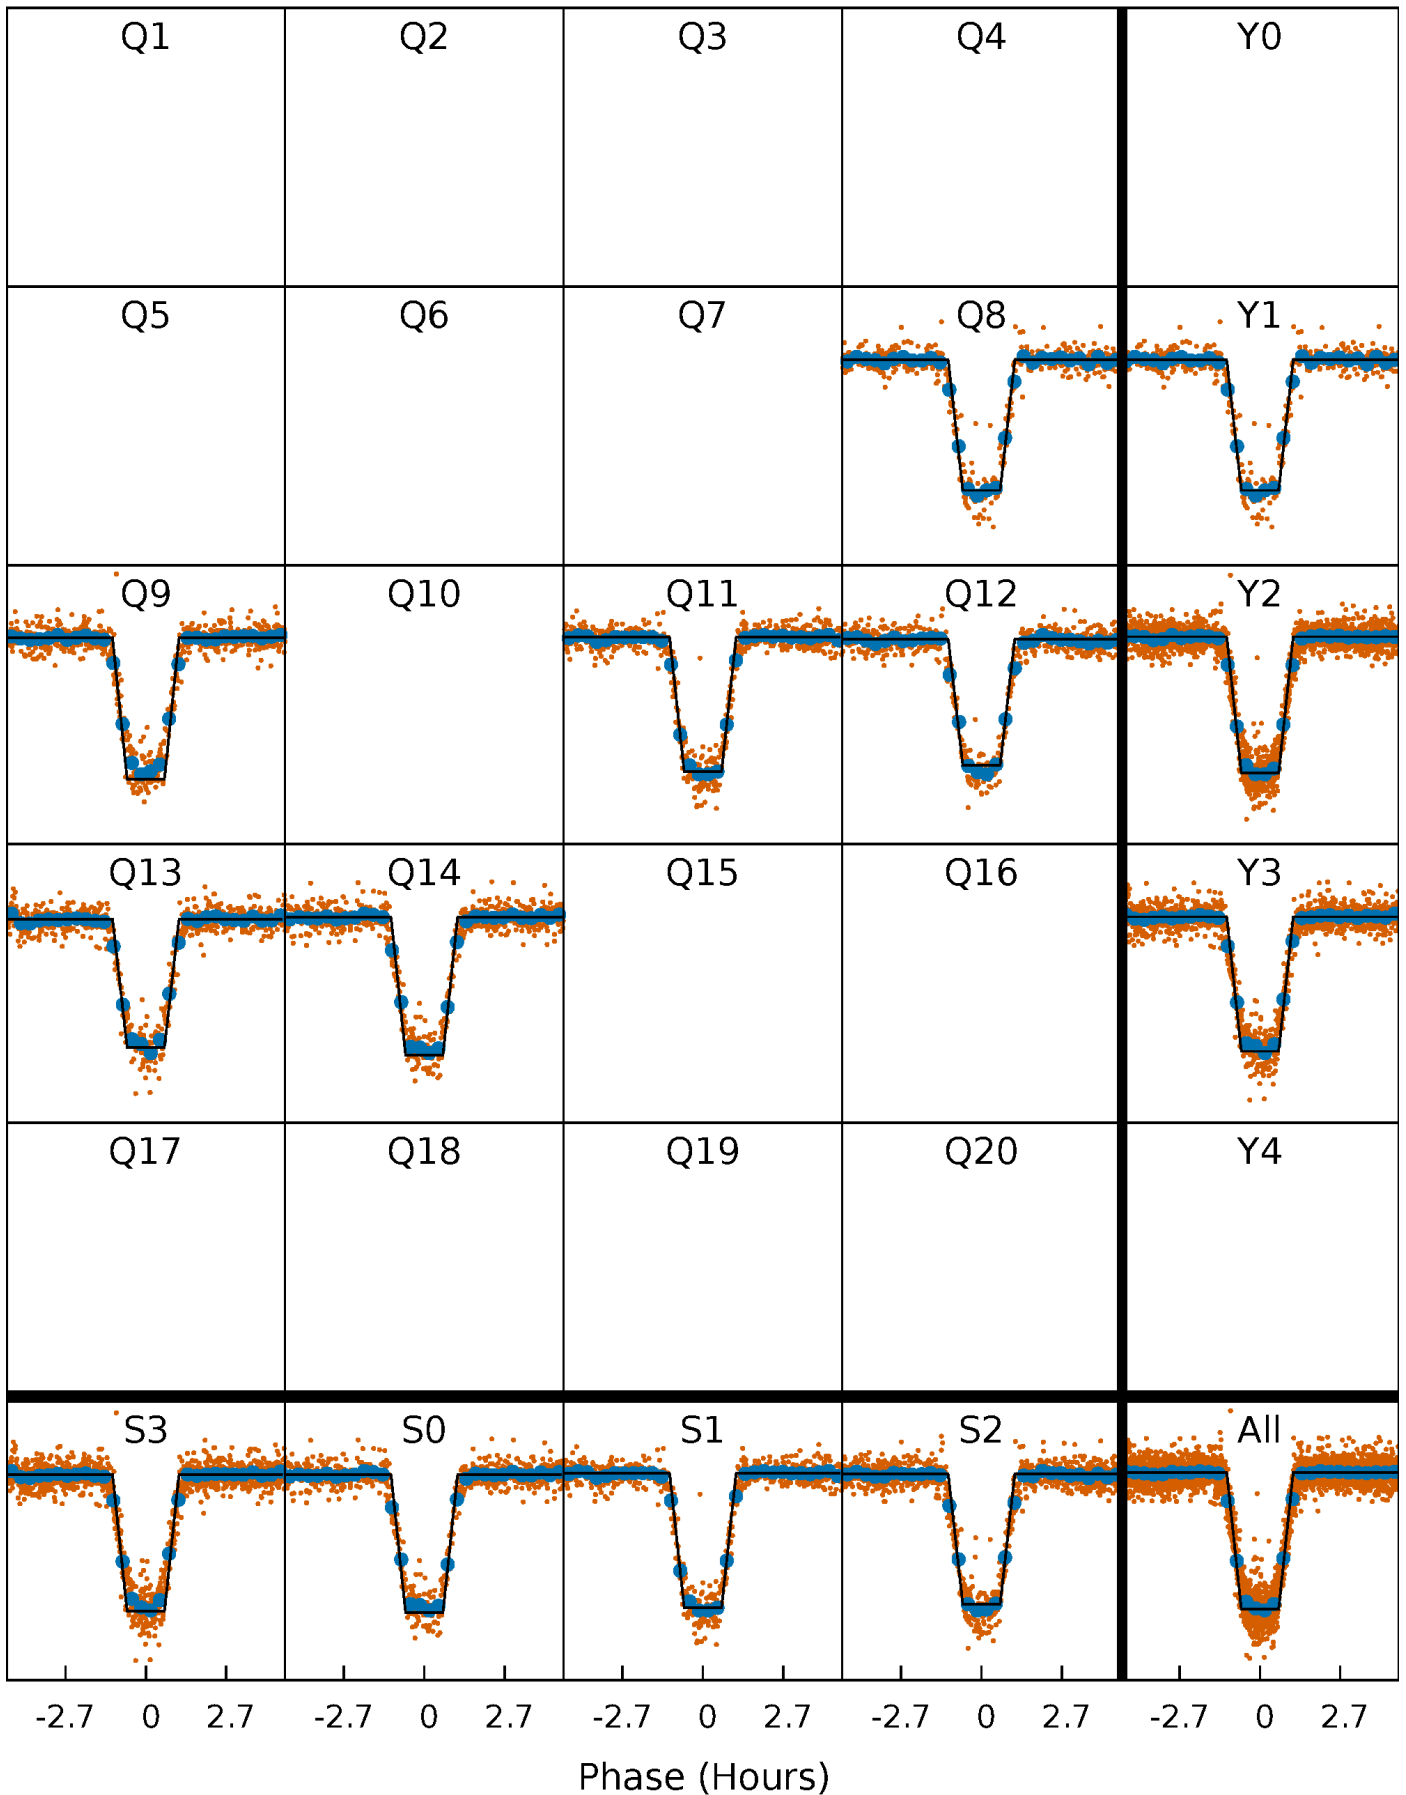 Q1 Q2 Q3 Q4 Y0
Q5 Q6 Q7 Q8 Y1
Q9 Q10 Q11 Q12 Y2
Q13 Q14 Q15 Q16 Y3
Q17 Q18 Q19 Q20 Y4
S3 S0 S1 S2 All
-2.7 0 2.7 -2.7 0 2.7 -2.7 0 2.7 -2.7 0 2.7 -2.7 0 2.7
Phase (Hours)